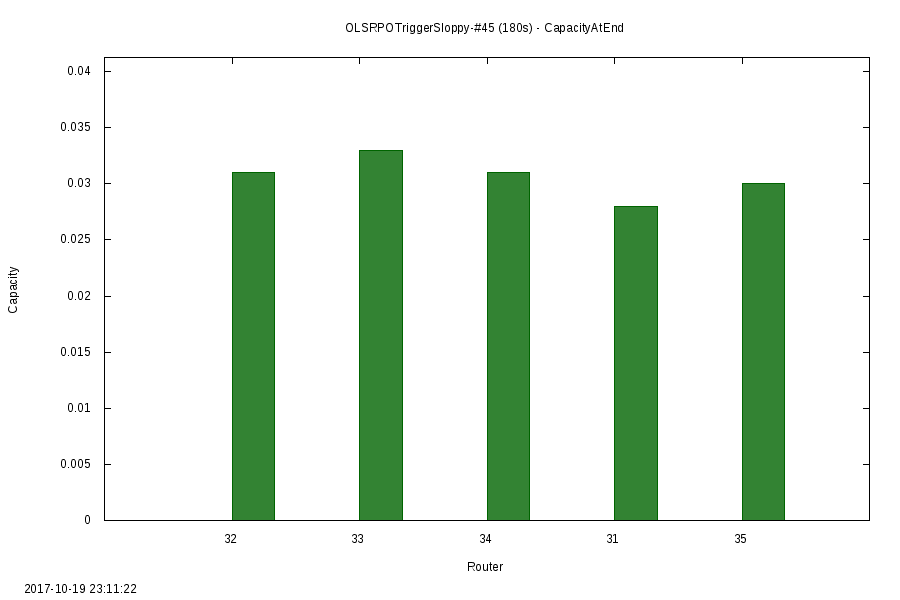 OLSRPOTriggerSloppy-#45 (180s) - CapacityAtEnd
0.04
0.035
0.03
0.025
0.02
0.015
0.01
0.005
0
Capacity
32 33 34 31 35
Router
2017-10-19 23:11:22